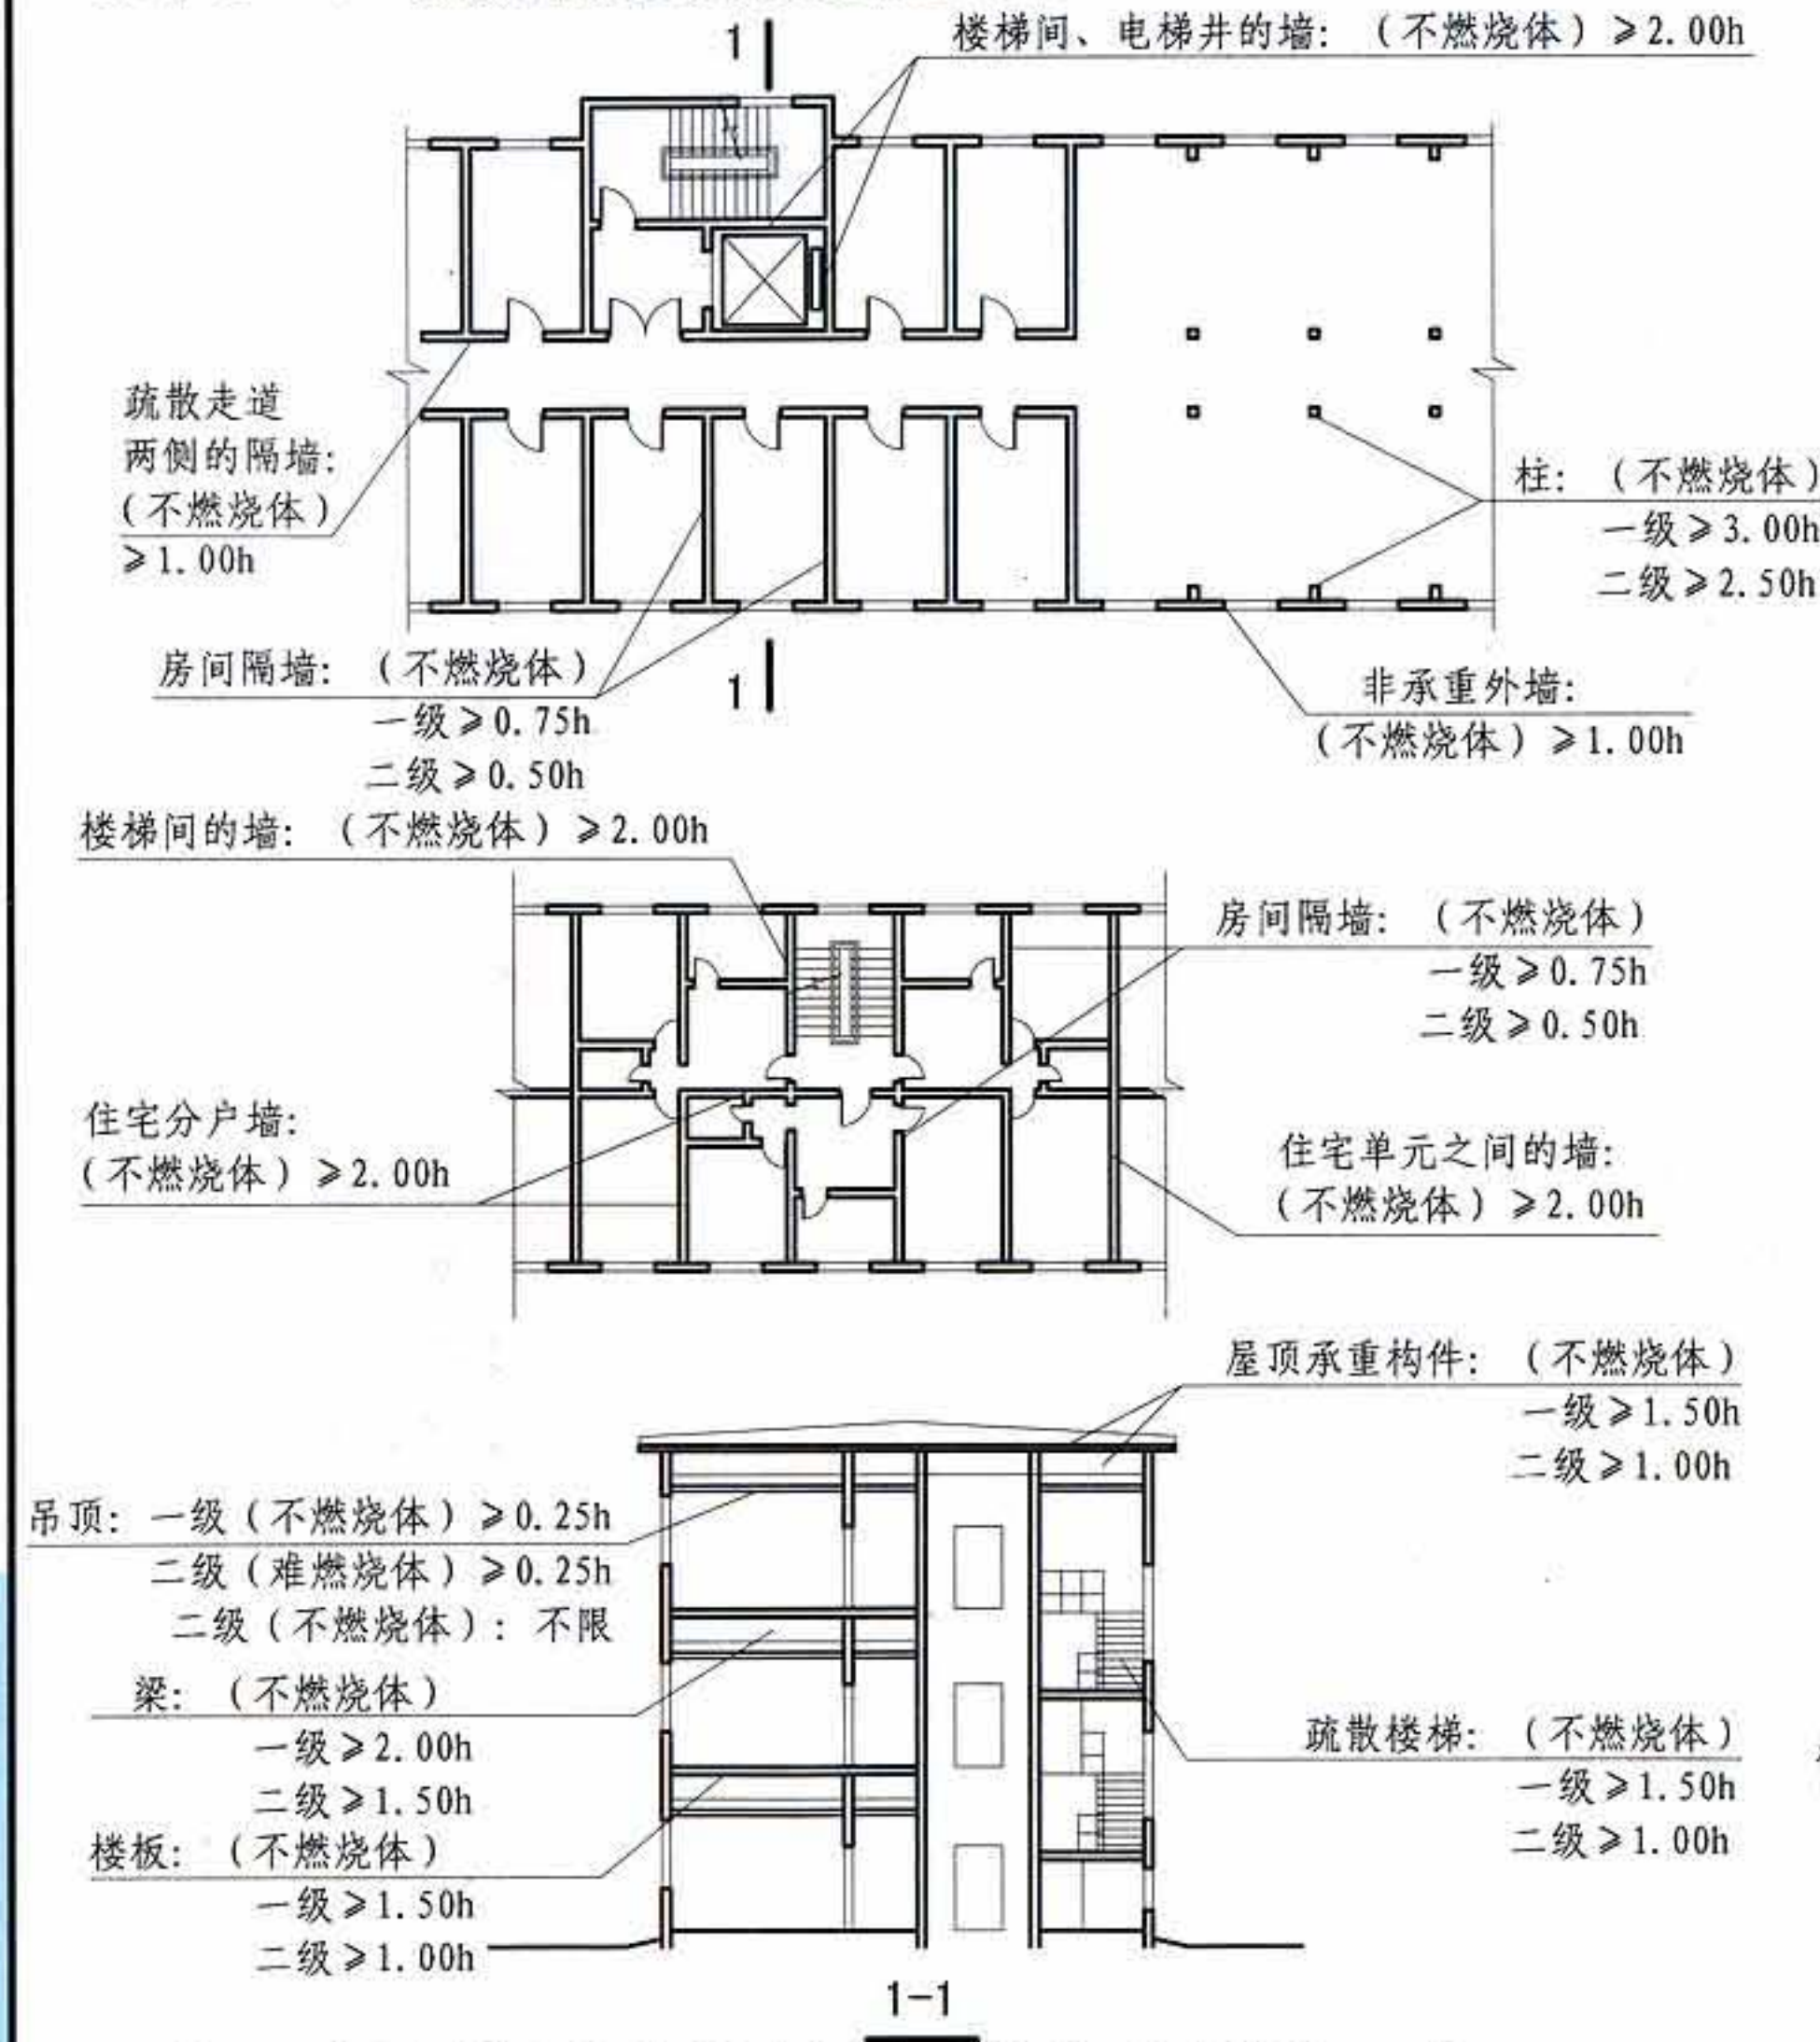 1
楼梯间、电梯井的墙: (不燃烧体) ≥2.00h
疏散走道
两侧的隔墙:
(不燃烧体)
≥1.00h
柱: (不燃烧体)
一级≥3.00h
二级≥2.50h
房间隔墙: (不燃烧体)
一级≥0.75h
二级≥0.50h
1
非承重外墙:
(不燃烧体) ≥1.00h
楼梯间的墙: (不燃烧体) ≥2.00h
房间隔墙: (不燃烧体)
一级≥0.75h
二级≥0.50h
住宅分户墙:
(不燃烧体) ≥2.00h
住宅单元之间的墙:
(不燃烧体) ≥2.00h
屋顶承重构件: (不燃烧体)
一级≥1.50h
二级≥1.00h
吊顶: 一级 (不燃烧体) ≥0.25h
二级 (难燃烧体) ≥0.25h
二级 (不燃烧体): 不限
梁: (不燃烧体)
一级≥2.00h
二级≥1.50h
楼板: (不燃烧体)
一级≥1.50h
二级≥1.00h
疏散楼梯: (不燃烧体)
一级≥1.50h
二级≥1.00h
1-1